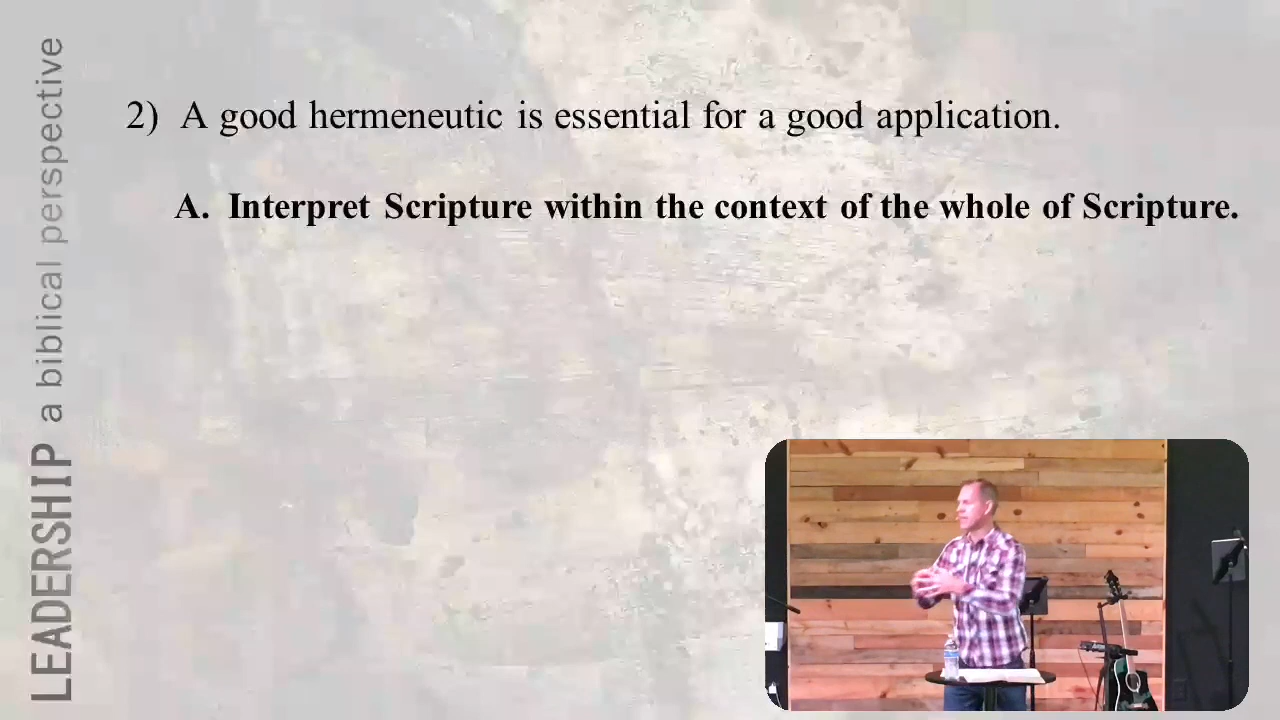 LEADERSHIP a biblical perspective
2) A good hermeneutic is essential for a good application.
A. Interpret Scripture within the context of the whole of Scripture.